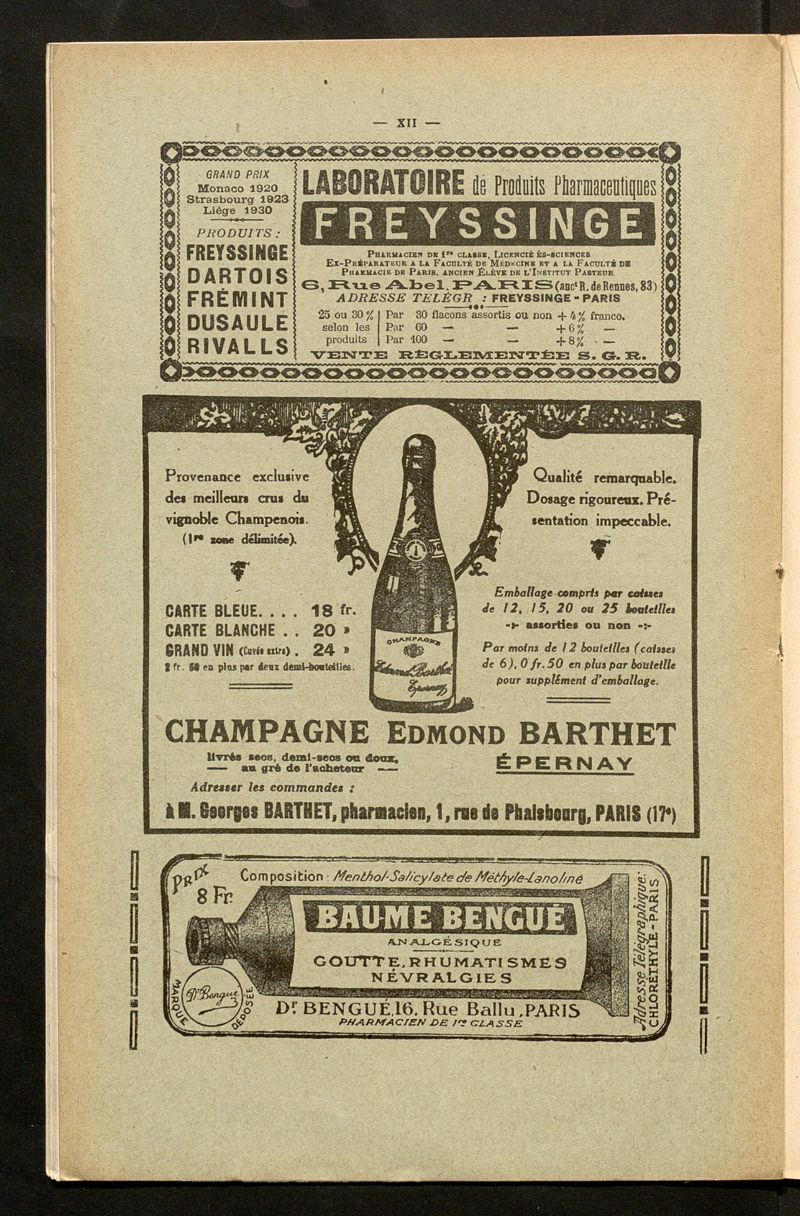 — XII —
GRAND PRIX
Monaco 1920
Strasbourg 1923
Liège 1930
PRODUITS :
FREYSSINGE
DARTOIS
FRÉMINT
DUSAULE
RIVALLS
LABORATOIRE de Produits Pharmaceutiques
FREYSSINGE
PHARMACIEN DE 1re CLASSE, LICENCIÉ ÈS-SCIENCES
EX-PRÉPARATEUR A LA FACULTÉ DE MÉDECINE ET A LA FACULTÉ DE
PHARMACIE DE PARIS, ANCIEN ÉLÈVE DE L'INSTITUT PASTEUR
6, Rue Abel, PARIS (anct R. de Rennes, 83)
ADRESSE TELÉGR. : FREYSSINGE - PARIS
25 ou 30 % | Par 30 flacons assortis ou non + 4 % franco.
selon les | Par 60 — — + 6 % —
produits | Par 100 — — + 8 % —
VENTE RÉGLEMENTÉE S. G. R.
Provenance exclusive
des meilleurs crus du
vignoble Champenois.
(1re zone délimitée).
Qualité remarquable.
Dosage rigoureux. Pré-
sentation impeccable.
CARTE BLEUE. . . . 18 fr.
CARTE BLANCHE . . 20 »
GRAND VIN (Cuvée extra) . 24 »
2 fr. 50 en plus par deux demi-bouteilles.
Emballage compris par caisses
de 12, 15, 20 ou 25 bouteilles
-:- assorties ou non -:-
Par moins de 12 bouteilles (caisses
de 6), 0 fr. 50 en plus par bouteille
pour supplément d'emballage.
CHAMPAGNE
Edmond Barthet
Épernay
CHAMPAGNE EDMOND BARTHET
livrés secs, demi-secs ou doux,
— au gré de l'acheteur —
ÉPERNAY
Adresser les commandes :
à M. Georges BARTHET, pharmacien, 1, rue de Phalsbourg, PARIS (17e)
PRIX
8 Fr.
Composition : Menthol-Salicylate de Méthyle-Lanoline
BAUME BENGUÉ
ANALGÉSIQUE
GOUTTE, RHUMATISMES
NÉVRALGIES
Dr Bengué
MARQUE DÉPOSÉE
Dr BENGUÉ, 16, Rue Ballu, PARIS
PHARMACIEN DE 1re CLASSE
Adresse Télégraphique:
CHLORÉTHYLE - PARIS